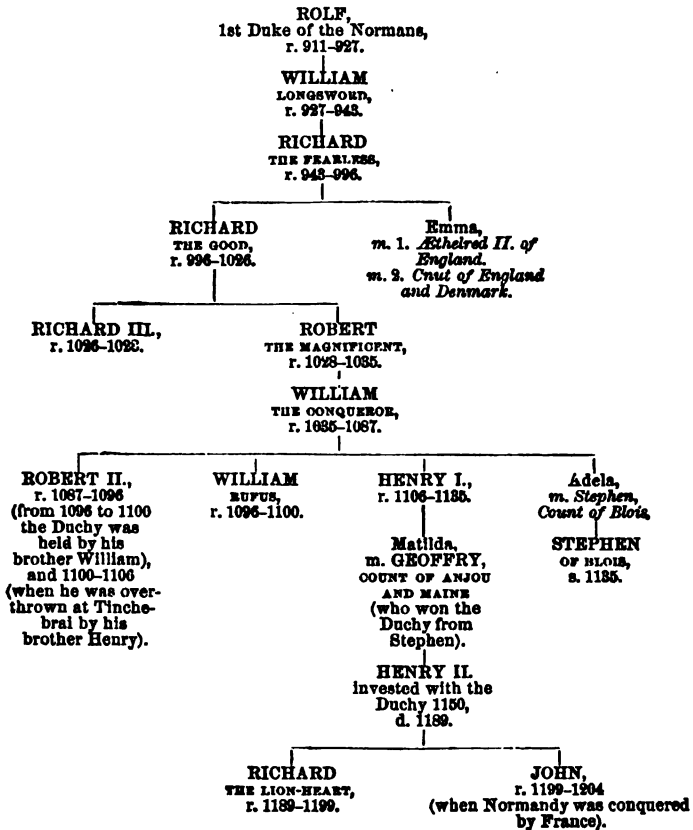 ROLF,
1st Duke of the Normans,
r. 911–927.
WILLIAM
LONGSWORD,
r. 927–943.
RICHARD
THE FEARLESS,
r. 943–996.
RICHARD
THE GOOD,
r. 996–1026.
Emma,
m. 1. Æthelred II. of
England.
m. 2. Cnut of England
and Denmark.
RICHARD III.,
r. 1026–1028.
ROBERT
THE MAGNIFICENT,
r. 1028–1035.
WILLIAM
THE CONQUEROR,
r. 1035–1087.
ROBERT II.,
r. 1087–1096
(from 1096 to 1100
the Duchy was
held by his
brother William),
and 1100–1106
(when he was over-
thrown at Tinche-
brai by his
brother Henry).
WILLIAM
RUFUS,
r. 1096–1100.
HENRY I.,
r. 1106–1135.
Matilda,
m. GEOFFRY,
COUNT OF ANJOU
AND MAINE
(who won the
Duchy from
Stephen).
Adela,
m. Stephen,
Count of Blois,
STEPHEN
OF BLOIS,
s. 1135.
HENRY II.
invested with the
Duchy 1150,
d. 1189.
RICHARD
THE LION-HEART,
r. 1189–1199.
JOHN,
r. 1199–1204
(when Normandy was conquered
by France).